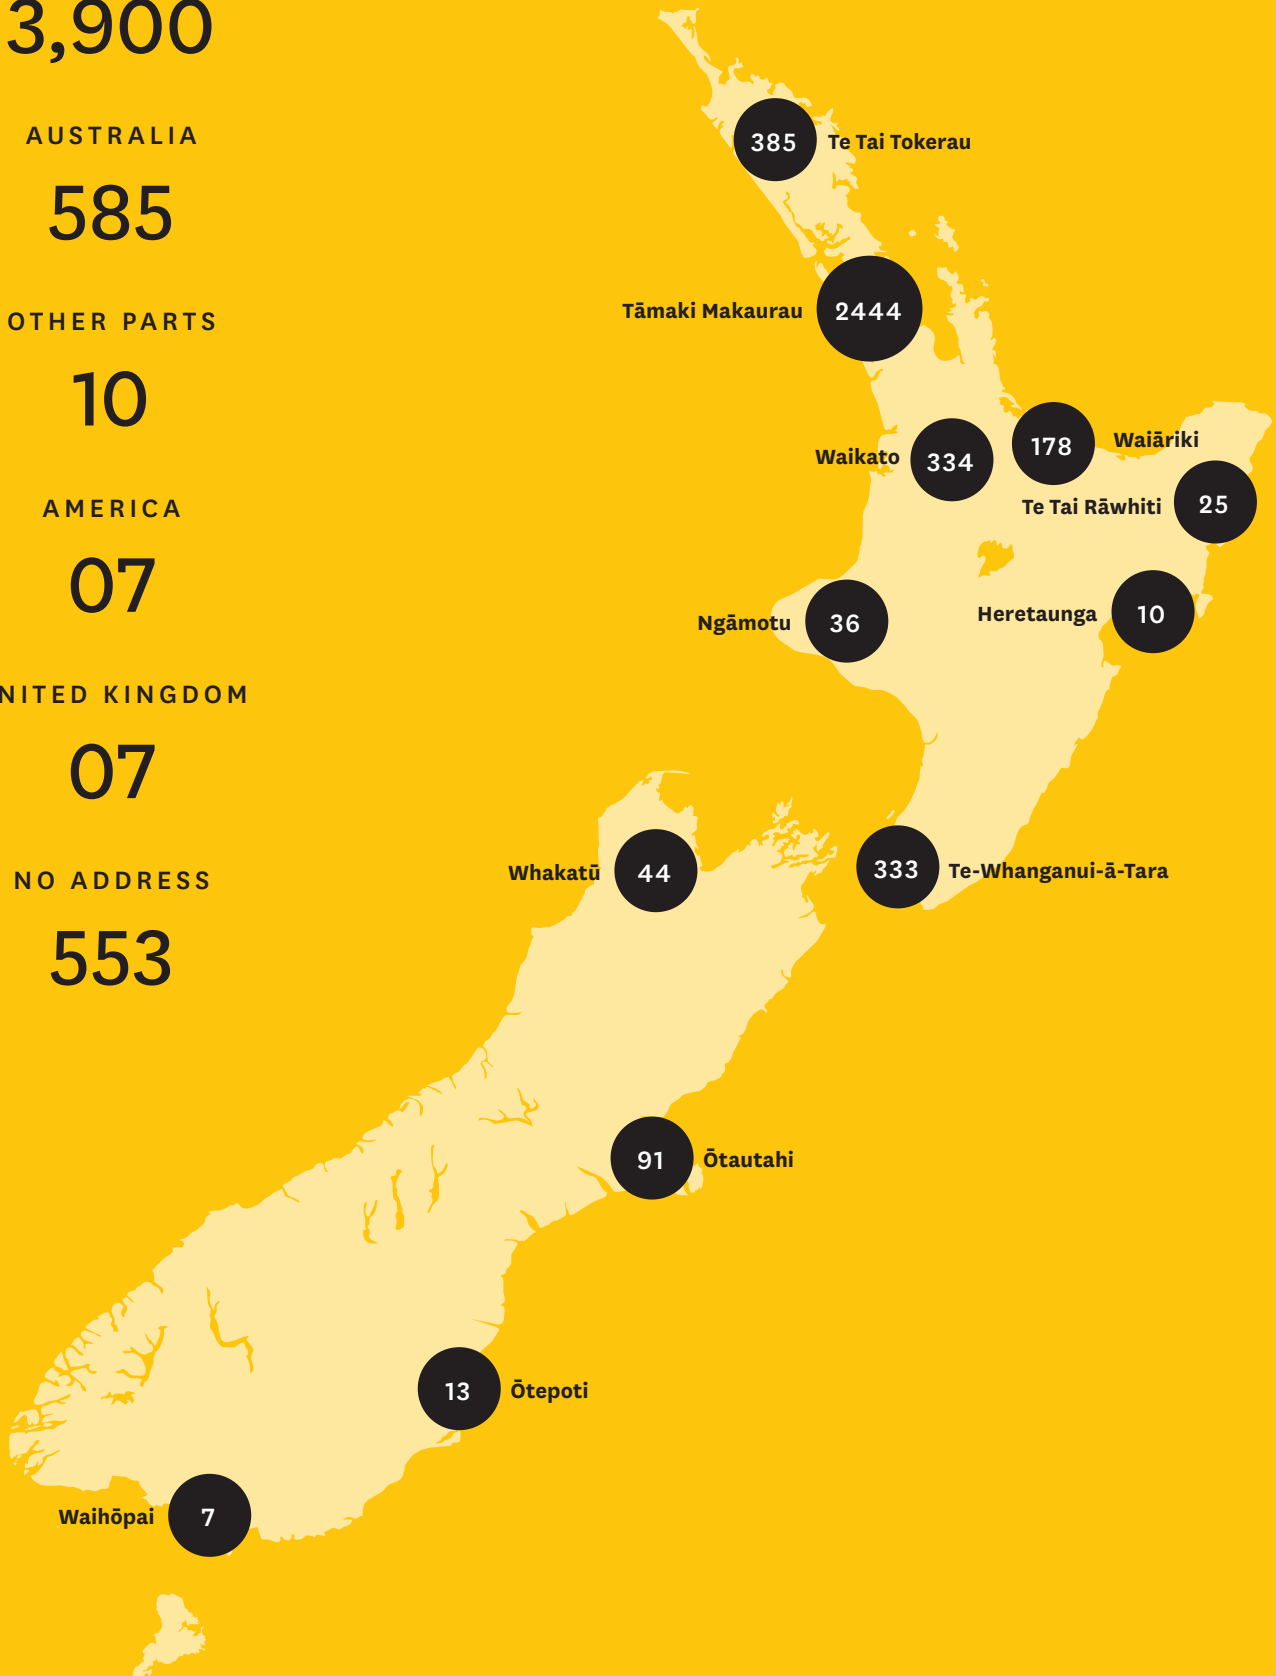 3,900
AUSTRALIA
585
OTHER PARTS
10
AMERICA
07
NITED KINGDOM
07
NO ADDRESS
553
385 Te Tai Tokerau
Tāmaki Makaurau 2444
178 Waiāriki
Waikato 334
Te Tai Rāwhiti 25
Heretaunga 10
Ngāmotu 36
333 Te-Whanganui-ā-Tara
Whakatū 44
91 Ōtautahi
13 Ōtepoti
Waihōpai 7